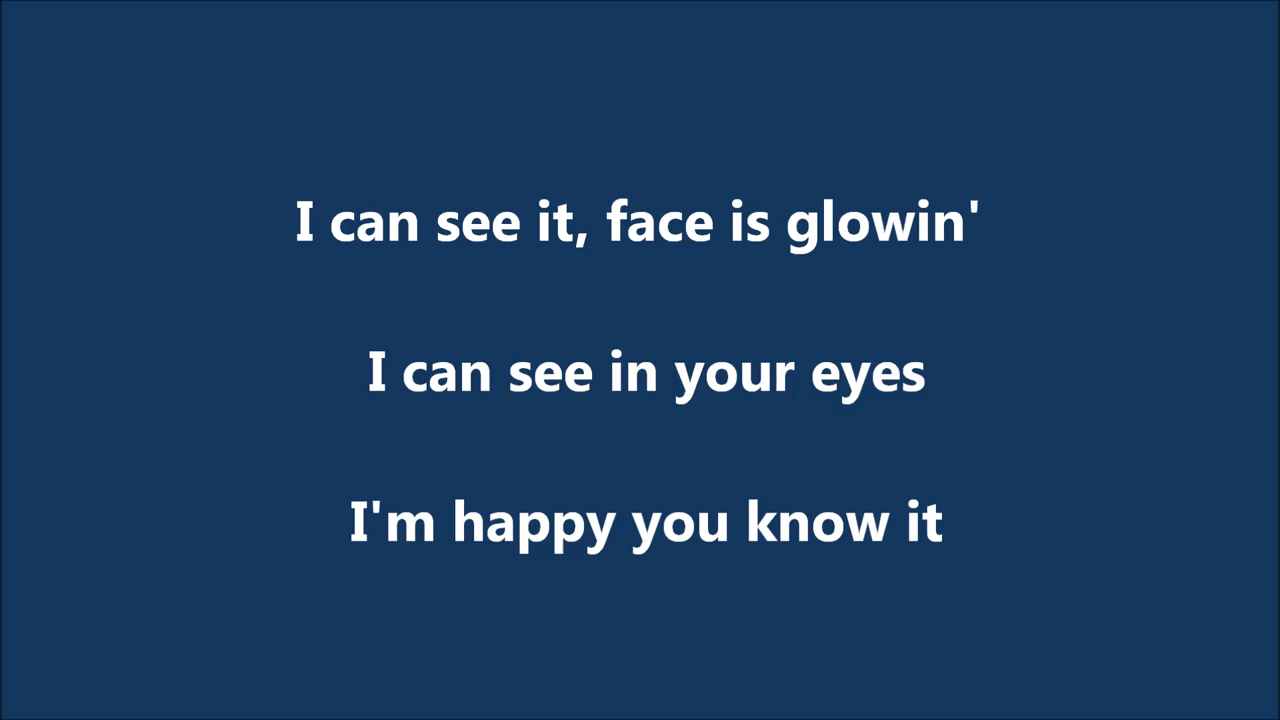 I can see it, face is glowin'
I can see in your eyes
I'm happy you know it